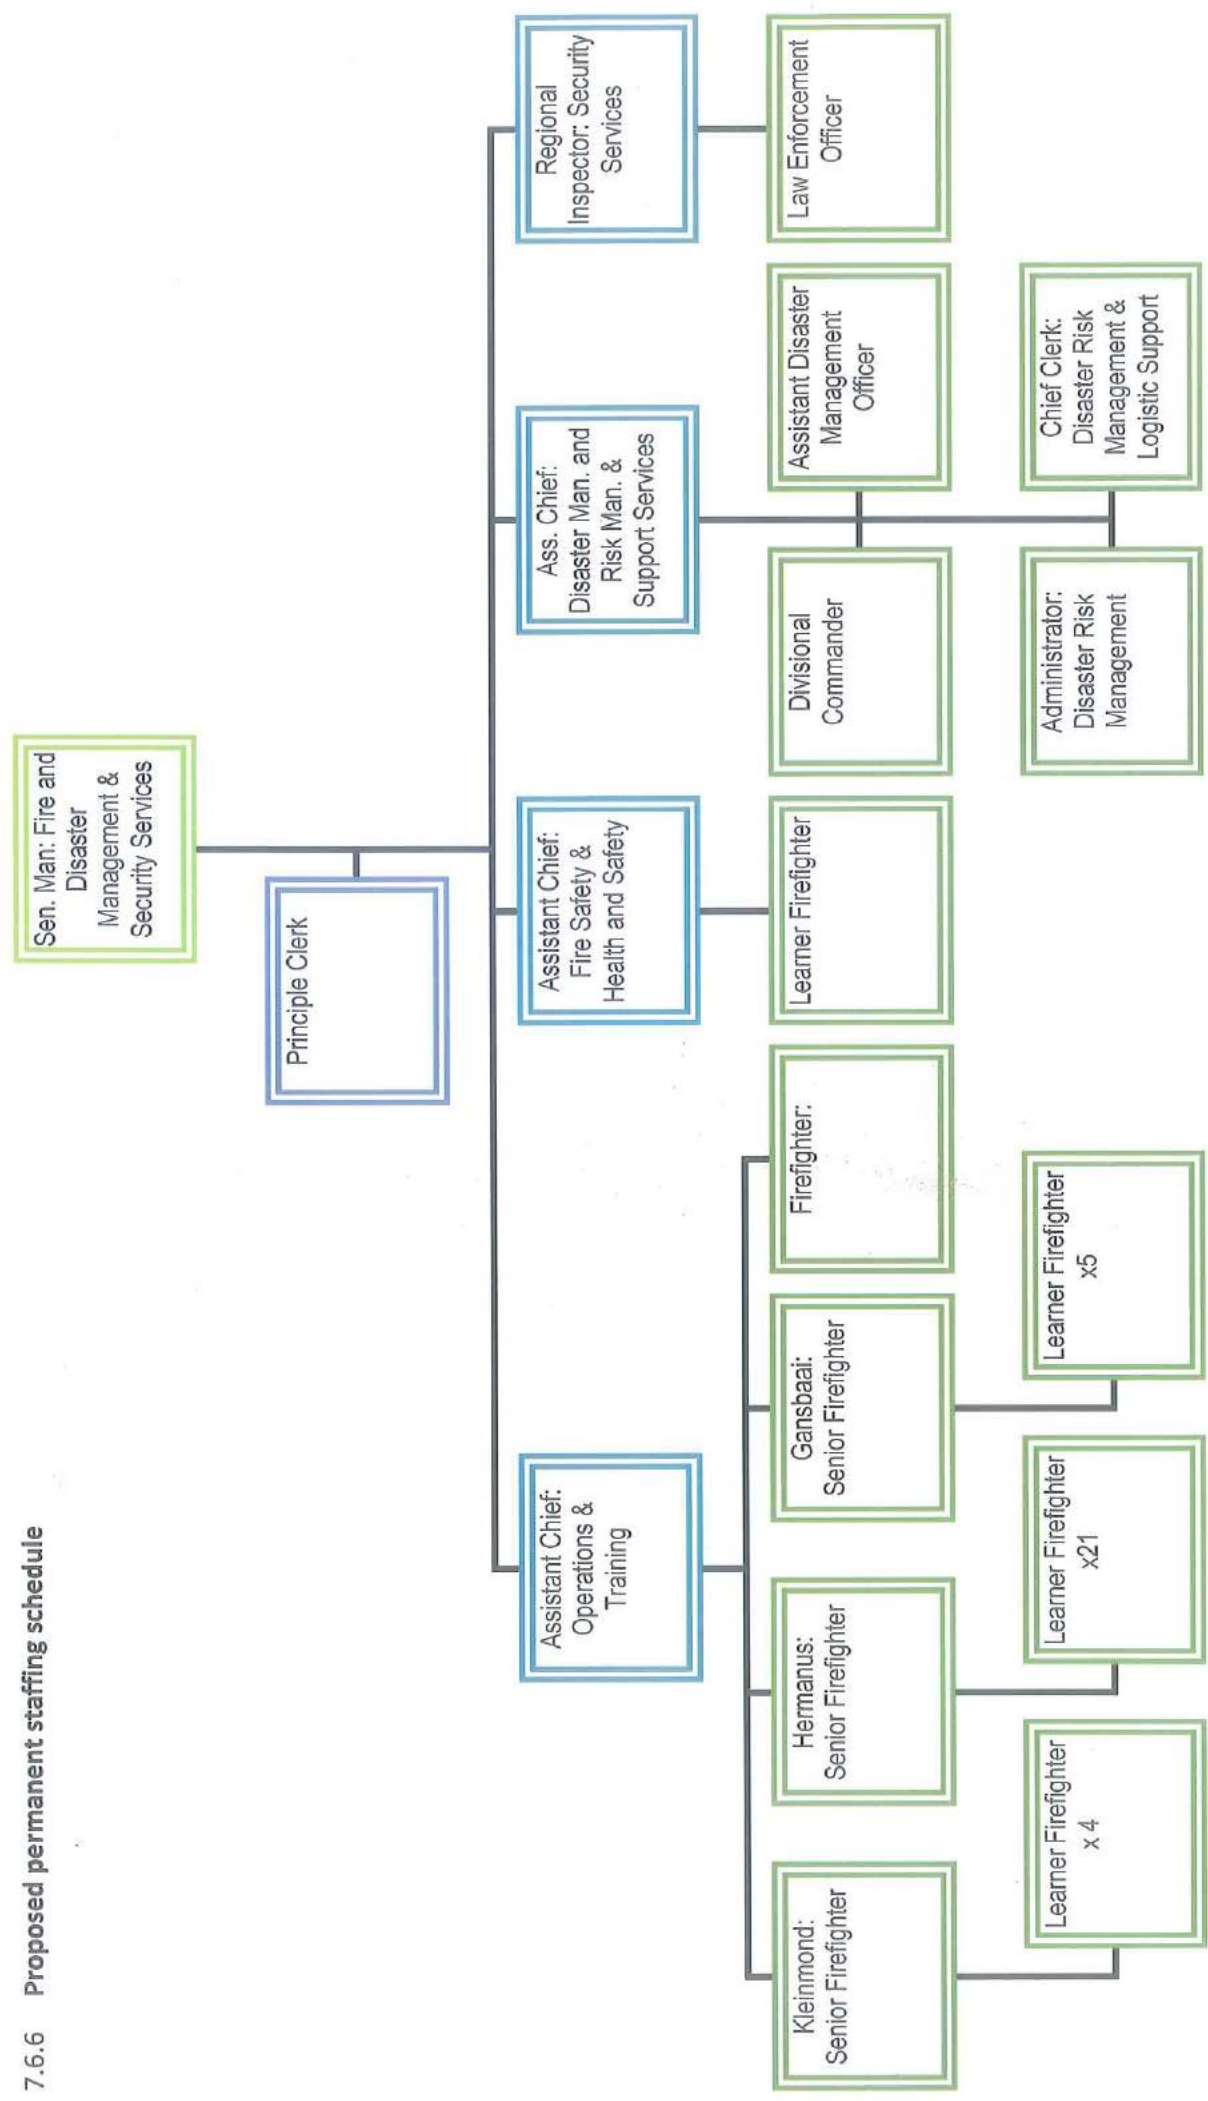 7.6.6 Proposed permanent staffing schedule
Sen. Man: Fire and
Disaster
Management &
Security Services
Principle Clerk
Assistant Chief:
Operations &
Training
Assistant Chief:
Fire Safety &
Health and Safety
Ass. Chief:
Disaster Man. and
Risk Man. &
Support Services
Regional
Inspector: Security
Services
Kleinmond:
Senior Firefighter
Hermanus:
Senior Firefighter
Gansbaai:
Senior Firefighter
Firefighter:
Learner Firefighter
Divisional
Commander
Assistant Disaster
Management
Officer
Law Enforcement
Officer
Learner Firefighter
x 4
Learner Firefighter
x21
Learner Firefighter
x5
Administrator:
Disaster Risk
Management
Chief Clerk:
Disaster Risk
Management &
Logistic Support